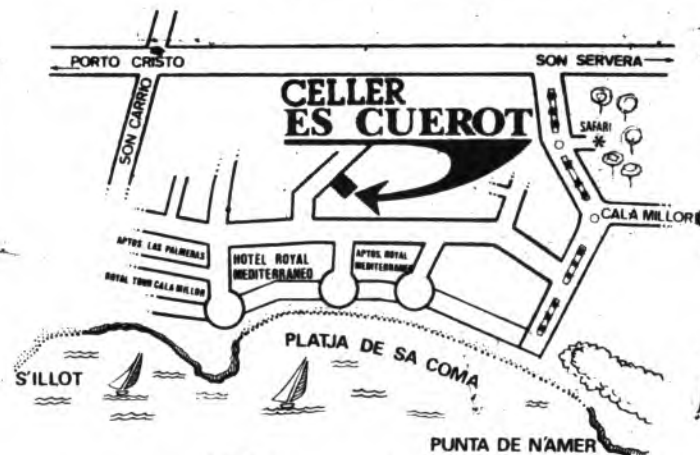 PORTO CRISTO
SON SERVERA
SON CARRIO
CELLER
ES CUEROT
SAFARI
CALA MILLOR
APTOS. LAS PALMERAS
ROYAL TOUR CALA MILLOR
HOTEL ROYAL
MEDITERRANEO
APTOS. ROYAL
MEDITERRANEO
PLATJA DE SA COMA
S'ILLOT
PUNTA DE N'AMER